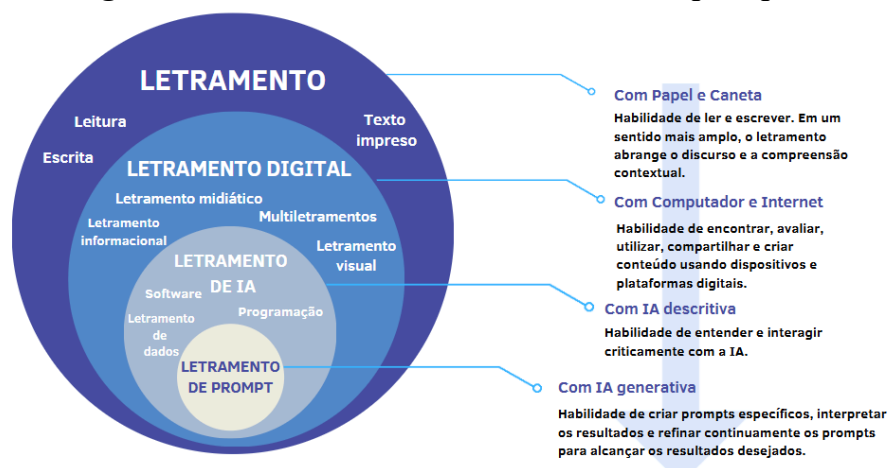 LETRAMENTO
Leitura
Escrita
Texto
impreso
LETRAMENTO DIGITAL
Letramento midiático
Letramento
informacional
Multiletramentos
Letramento
visual
LETRAMENTO
DE IA
Software
Programação
Letramento
de
dados
LETRAMENTO
DE PROMPT
Com Papel e Caneta
Habilidade de ler e escrever. Em um
sentido mais amplo, o letramento
abrange o discurso e a compreensão
contextual.
Com Computador e Internet
Habilidade de encontrar, avaliar,
utilizar, compartilhar e criar
conteúdo usando dispositivos e
plataformas digitais.
Com IA descritiva
Habilidade de entender e interagir
criticamente com a IA.
Com IA generativa
Habilidade de criar prompts específicos, interpretar
os resultados e refinar continuamente os prompts
para alcançar os resultados desejados.